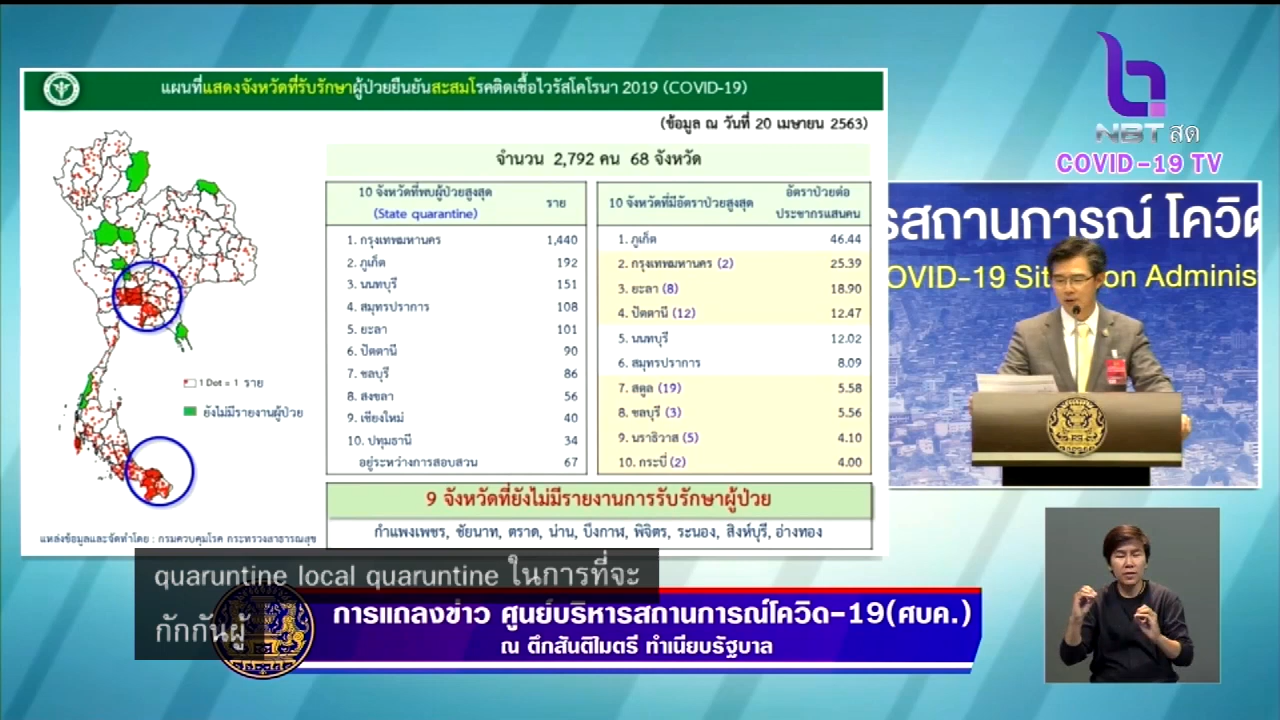 แผนที่แสดงจังหวัดที่รับรักษาผู้ป่วยยืนยันสะสมโรคติดเชื้อไวรัสโคโรนา 2019 (COVID-19)
(ข้อมูล ณ วันที่ 20 เมษายน 2563)
จำนวน 2,792 คน 68 จังหวัด
10 จังหวัดที่พบผู้ป่วยสูงสุด (State quarantine) ราย
1. กรุงเทพมหานคร 1,440
2. ภูเก็ต 192
3. นนทบุรี 151
4. สมุทรปราการ 108
5. ยะลา 101
6. ปัตตานี 90
7. ชลบุรี 86
8. สงขลา 56
9. เชียงใหม่ 40
10. ปทุมธานี 34
อยู่ระหว่างการสอบสวน 67
10 จังหวัดที่มีอัตราป่วยสูงสุด อัตราป่วยต่อ
ประชากรแสนคน
1. ภูเก็ต 46.44
2. กรุงเทพมหานคร (2) 25.39
3. ยะลา (8) 18.90
4. ปัตตานี (12) 12.47
5. นนทบุรี 12.02
6. สมุทรปราการ 8.09
7. สตูล (19) 5.58
8. ชลบุรี (3) 5.56
9. นราธิวาส (5) 4.10
10. กระบี่ (2) 4.00
1 Dot = 1 ราย
ยังไม่มีรายงานผู้ป่วย
9 จังหวัดที่ยังไม่มีรายงานการรับรักษาผู้ป่วย
กำแพงเพชร, ชัยนาท, ตราด, น่าน, บึงกาฬ, พิจิตร, ระนอง, สิงห์บุรี, อ่างทอง
แหล่งข้อมูลและจัดทำโดย : กรมควบคุมโรค กระทรวงสาธารณสุข
NBT สด
COVID-19 TV
รสถานการณ์ โควิด
OVID-19 Sit on Adminis
quaruntine local quaruntine ในการที่จะ
กักกันผู้
การแถลงข่าว ศูนย์บริหารสถานการณ์โควิด-19(ศบค.)
ณ ตึกสันติไมตรี ทำเนียบรัฐบาล